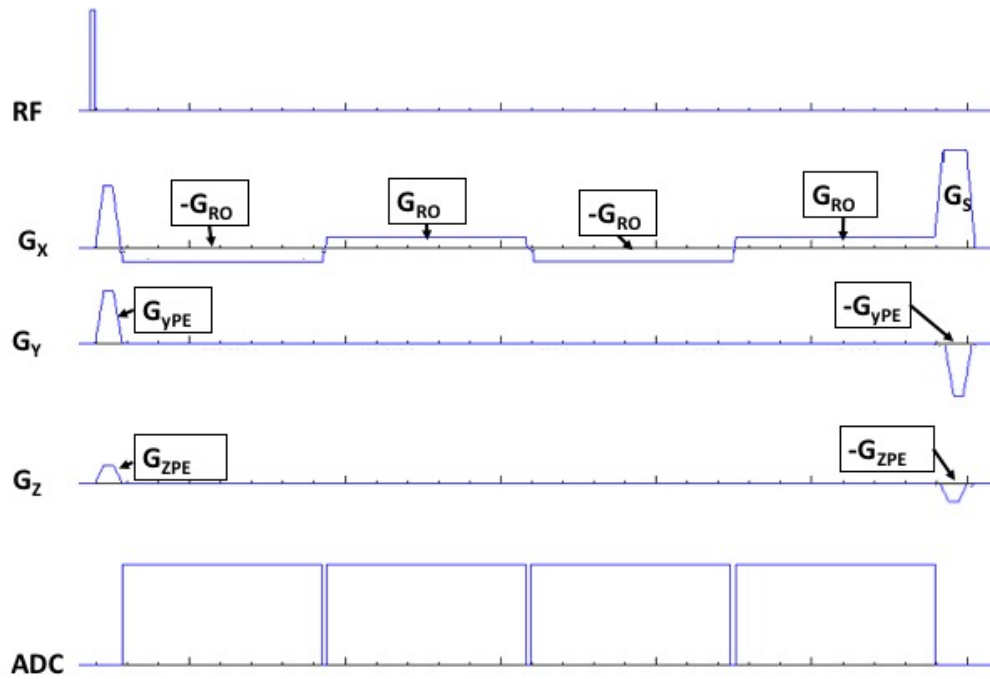 RF
-G_RO
G_RO
-G_RO
G_RO
G_S
G_X
G_yPE
-G_yPE
G_Y
G_ZPE
-G_ZPE
G_Z
ADC